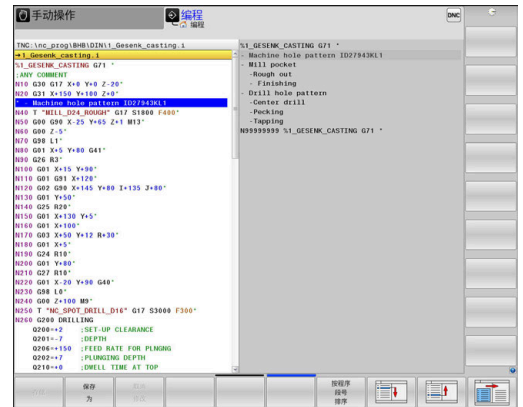 手动操作
编程
编程
DNC
TNC:\nc_prog\BHB\DIN\1_Gesenk_casting.i
→1_Gesenk_casting.i
%1_GESENK_CASTING G71 *
;ANY COMMENT
N10 G30 G17 X+0 Y+0 Z-20*
N20 G31 X+150 Y+100 Z+0*
* - Machine hole pattern ID27943KL1
N40 T "MILL_D24_ROUGH" G17 S1800 F400*
N50 G00 G90 X-25 Y+65 Z+1 M13*
N60 G00 Z-5*
N70 G98 L1*
N80 G01 X+5 Y+80 G41*
N90 G26 R3*
N100 G01 X+15 Y+90*
N110 G01 G91 X+120*
N120 G02 G90 X+145 Y+80 I+135 J+80*
N130 G01 Y+50*
N140 G25 R20*
N150 G01 X+130 Y+5*
N160 G01 X+100*
N170 G03 X+50 Y+12 R+30*
N180 G01 X+5*
N190 G24 R10*
N200 G01 Y+80*
N210 G27 R10*
N220 G01 X-20 Y+90 G40*
N230 G98 L0*
N240 G00 Z+100 M9*
N250 T "NC_SPOT_DRILL_D16" G17 S3000 F300*
N260 G200 DRILLING
Q200=+2 ;SET-UP CLEARANCE
Q201=-7 ;DEPTH
Q206=+150 ;FEED RATE FOR PLNGNG
Q202=+7 ;PLUNGING DEPTH
Q210=+0 ;DWELL TIME AT TOP
%1_GESENK_CASTING G71 *
- Machine hole pattern ID27943KL1
- Mill pocket
-Rough out
- Finishing
- Drill hole pattern
-Center drill
-Pecking
-Tapping
N99999999 %1_GESENK_CASTING G71 *
保存
为
按程序
段号
排序